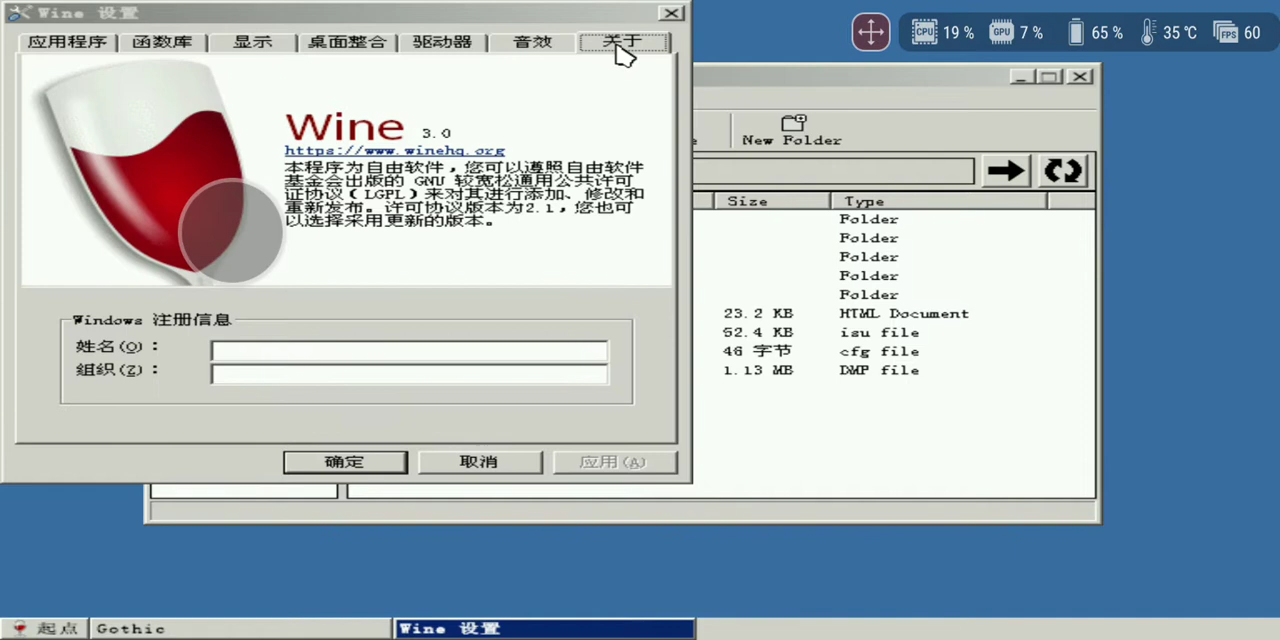 Wine 设置
应用程序 函数库 显示 桌面整合 驱动器 音效 关于
CPU 19 % GPU 7 % 65 % 35 ℃ FPS 60
Wine 3.0
https://www.winehq.org
本程序为自由软件，您可以遵照自由软件
基金会出版的 GNU 较宽松通用公共许可
证协议（LGPL）来对其进行添加、修改和
重新发布。许可协议版本为2.1，您也可
以选择采用更新的版本。
Windows 注册信息
姓名(O)：
组织(Z)：
确定 取消 应用(A)
New Folder
Size Type
Folder
Folder
Folder
Folder
Folder
23.2 KB HTML Document
52.4 KB isu file
46 字节 cfg file
1.13 MB DMP file
起点 Gothic Wine 设置